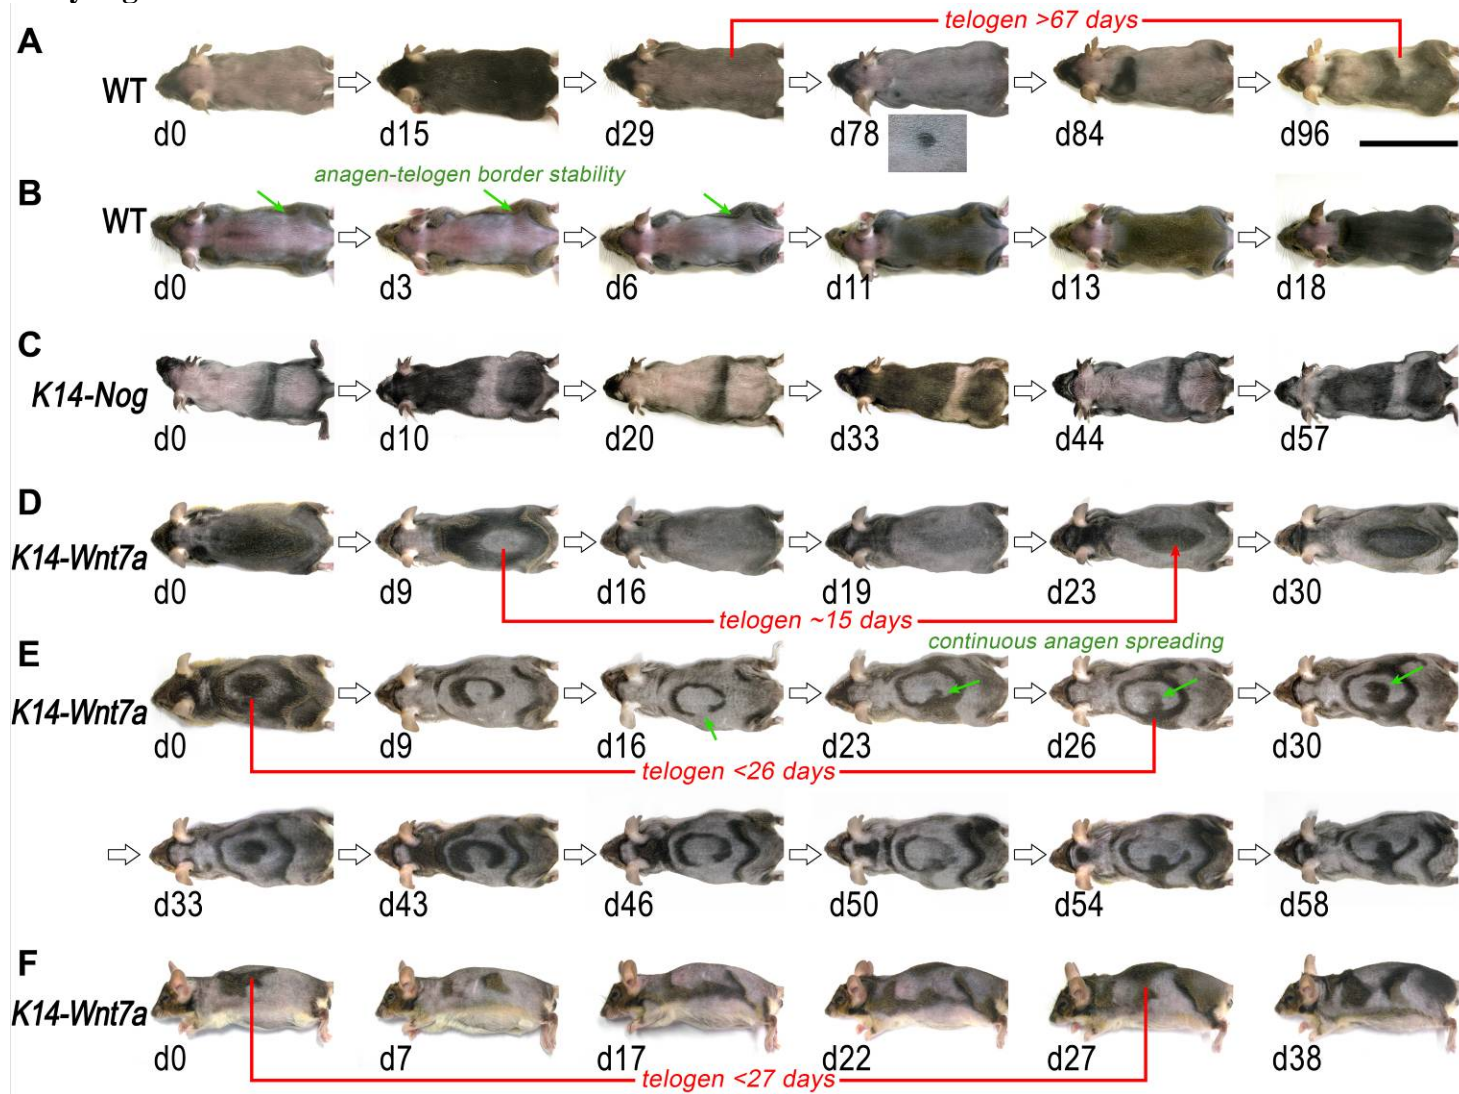 A
telogen >67 days
WT
d0
d15
d29
d78
d84
d96
B
anagen-telogen border stability
WT
d0
d3
d6
d11
d13
d18
C
K14-Nog
d0
d10
d20
d33
d44
d57
D
K14-Wnt7a
d0
d9
d16
d19
d23
d30
telogen ~15 days
E
continuous anagen spreading
K14-Wnt7a
d0
d9
d16
d23
d26
d30
telogen <26 days
d33
d43
d46
d50
d54
d58
F
K14-Wnt7a
d0
d7
d17
d22
d27
d38
telogen <27 days